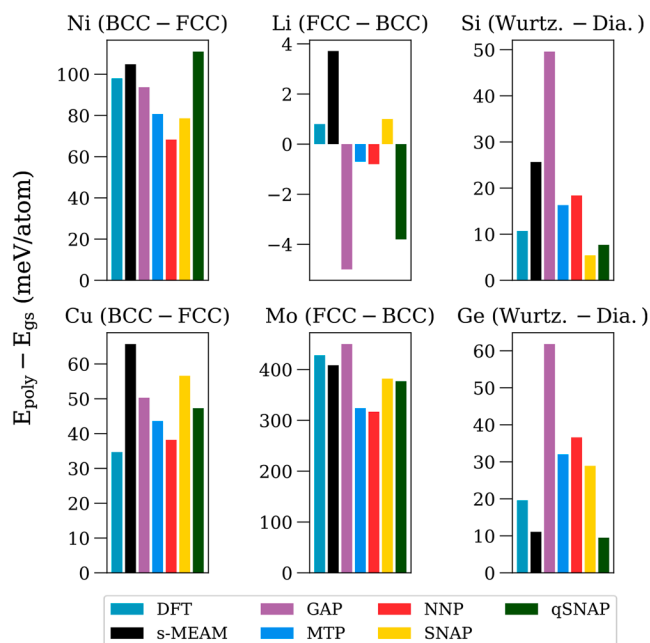 Ni (BCC − FCC)
Li (FCC − BCC)
Si (Wurtz. − Dia.)
100
80
60
40
20
0
4
2
0
−2
−4
50
40
30
20
10
0
E_poly − E_gs (meV/atom)
Cu (BCC − FCC)
Mo (FCC − BCC)
Ge (Wurtz. − Dia.)
60
50
40
30
20
10
0
400
300
200
100
0
60
50
40
30
20
10
0
DFT
GAP
NNP
qSNAP
s-MEAM
MTP
SNAP